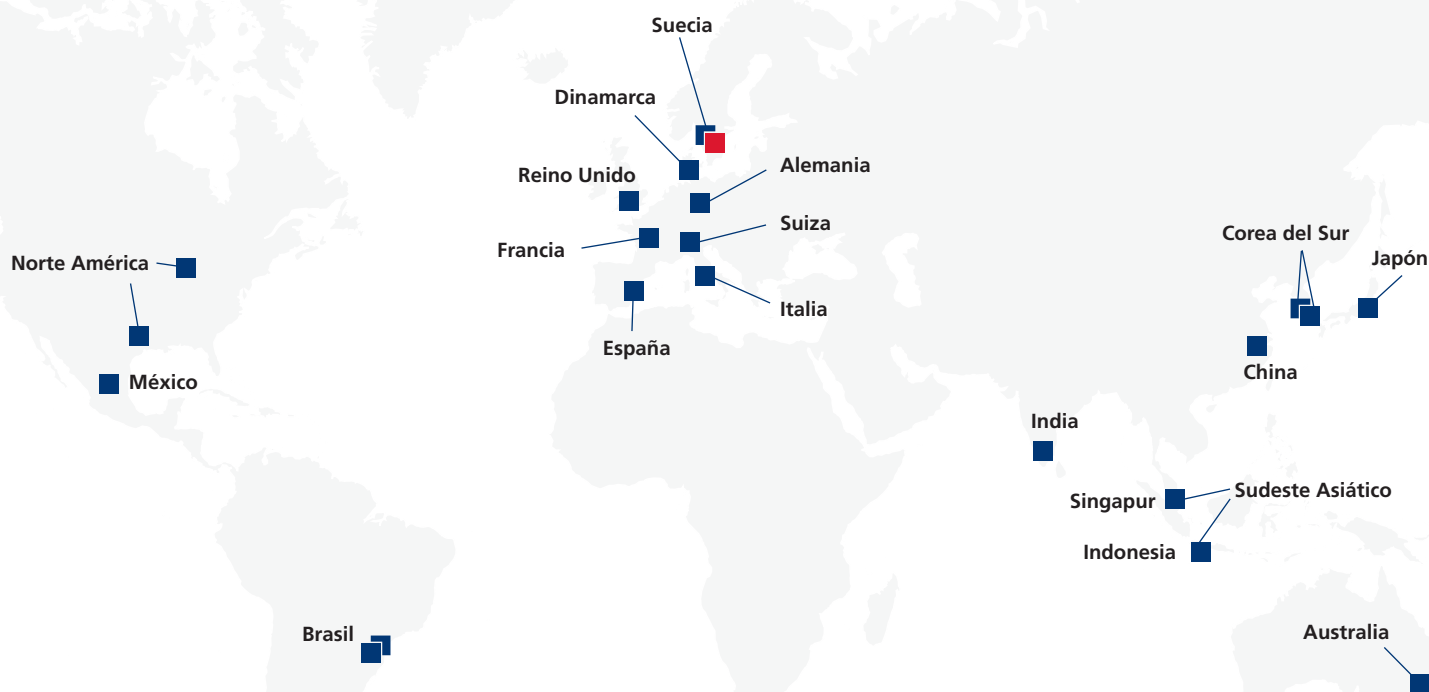 Suecia
Dinamarca
Alemania
Reino Unido
Suiza
Corea del Sur
Francia
Japón
Norte América
Italia
España
China
México
India
Sudeste Asiático
Singapur
Indonesia
Australia
Brasil